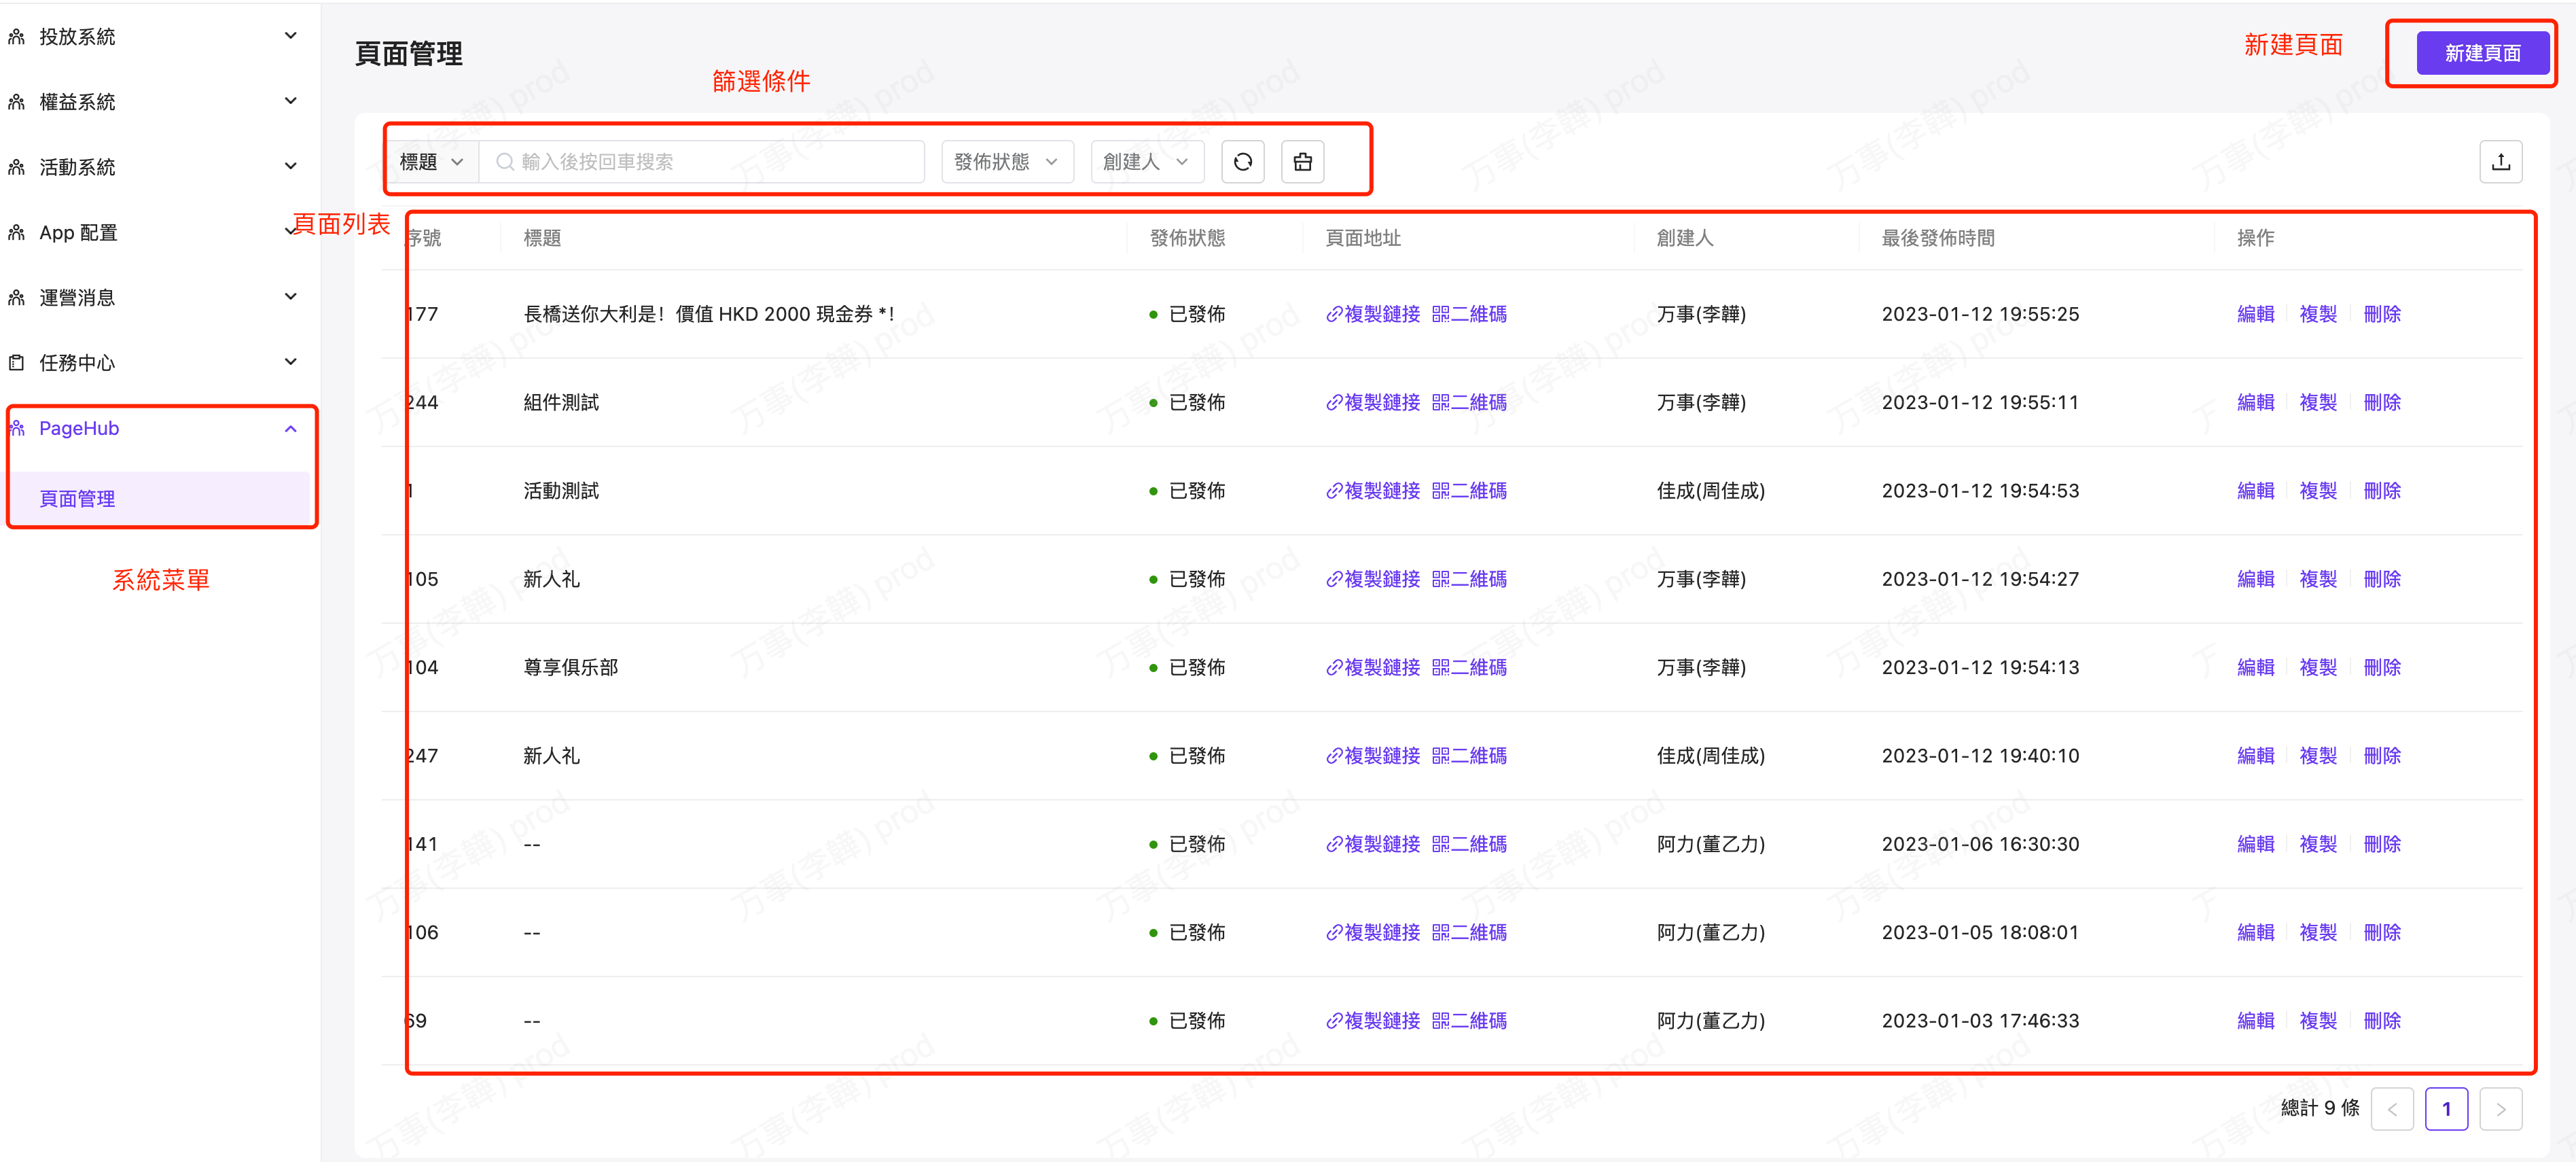 投放系統
權益系統
活動系統
App 配置
運營消息
任務中心
PageHub
頁面管理
系統菜單
頁面管理
篩選條件
新建頁面
新建頁面
標題 輸入後按回車搜索 發佈狀態 創建人
頁面列表
序號 標題 發佈狀態 頁面地址 創建人 最後發佈時間 操作
177 長橋送你大利是！價值 HKD 2000 現金券 *！ 已發佈 複製鏈接 二維碼 万事(李韡) 2023-01-12 19:55:25 編輯 複製 刪除
244 組件測試 已發佈 複製鏈接 二維碼 万事(李韡) 2023-01-12 19:55:11 編輯 複製 刪除
1 活動測試 已發佈 複製鏈接 二維碼 佳成(周佳成) 2023-01-12 19:54:53 編輯 複製 刪除
105 新人礼 已發佈 複製鏈接 二維碼 万事(李韡) 2023-01-12 19:54:27 編輯 複製 刪除
104 尊享俱乐部 已發佈 複製鏈接 二維碼 万事(李韡) 2023-01-12 19:54:13 編輯 複製 刪除
247 新人礼 已發佈 複製鏈接 二維碼 佳成(周佳成) 2023-01-12 19:40:10 編輯 複製 刪除
141 -- 已發佈 複製鏈接 二維碼 阿力(董乙力) 2023-01-06 16:30:30 編輯 複製 刪除
106 -- 已發佈 複製鏈接 二維碼 阿力(董乙力) 2023-01-05 18:08:01 編輯 複製 刪除
69 -- 已發佈 複製鏈接 二維碼 阿力(董乙力) 2023-01-03 17:46:33 編輯 複製 刪除
總計 9 條 < 1 >
万事(李韡) prod